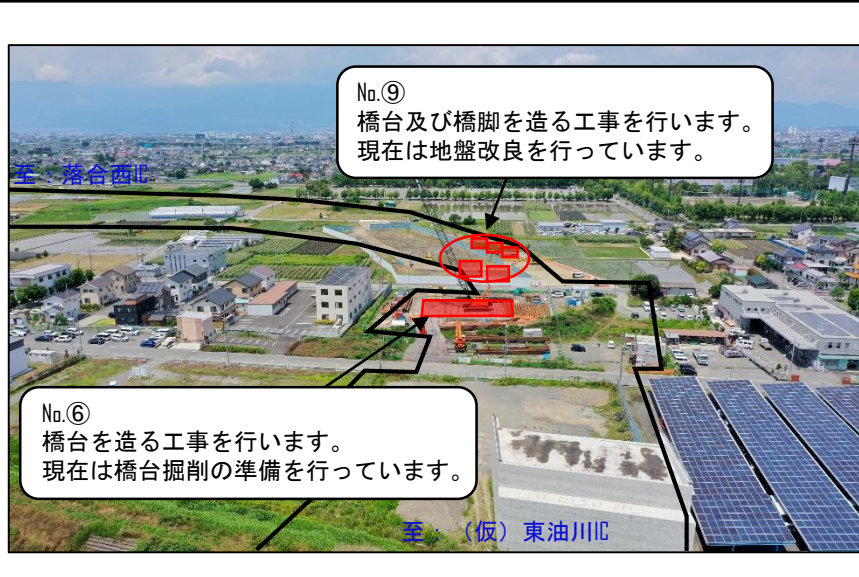 No.⑨
橋台及び橋脚を造る工事を行います。
現在は地盤改良を行っています。
至：落合西IC
No.⑥
橋台を造る工事を行います。
現在は橋台掘削の準備を行っています。
至：（仮）東油川IC